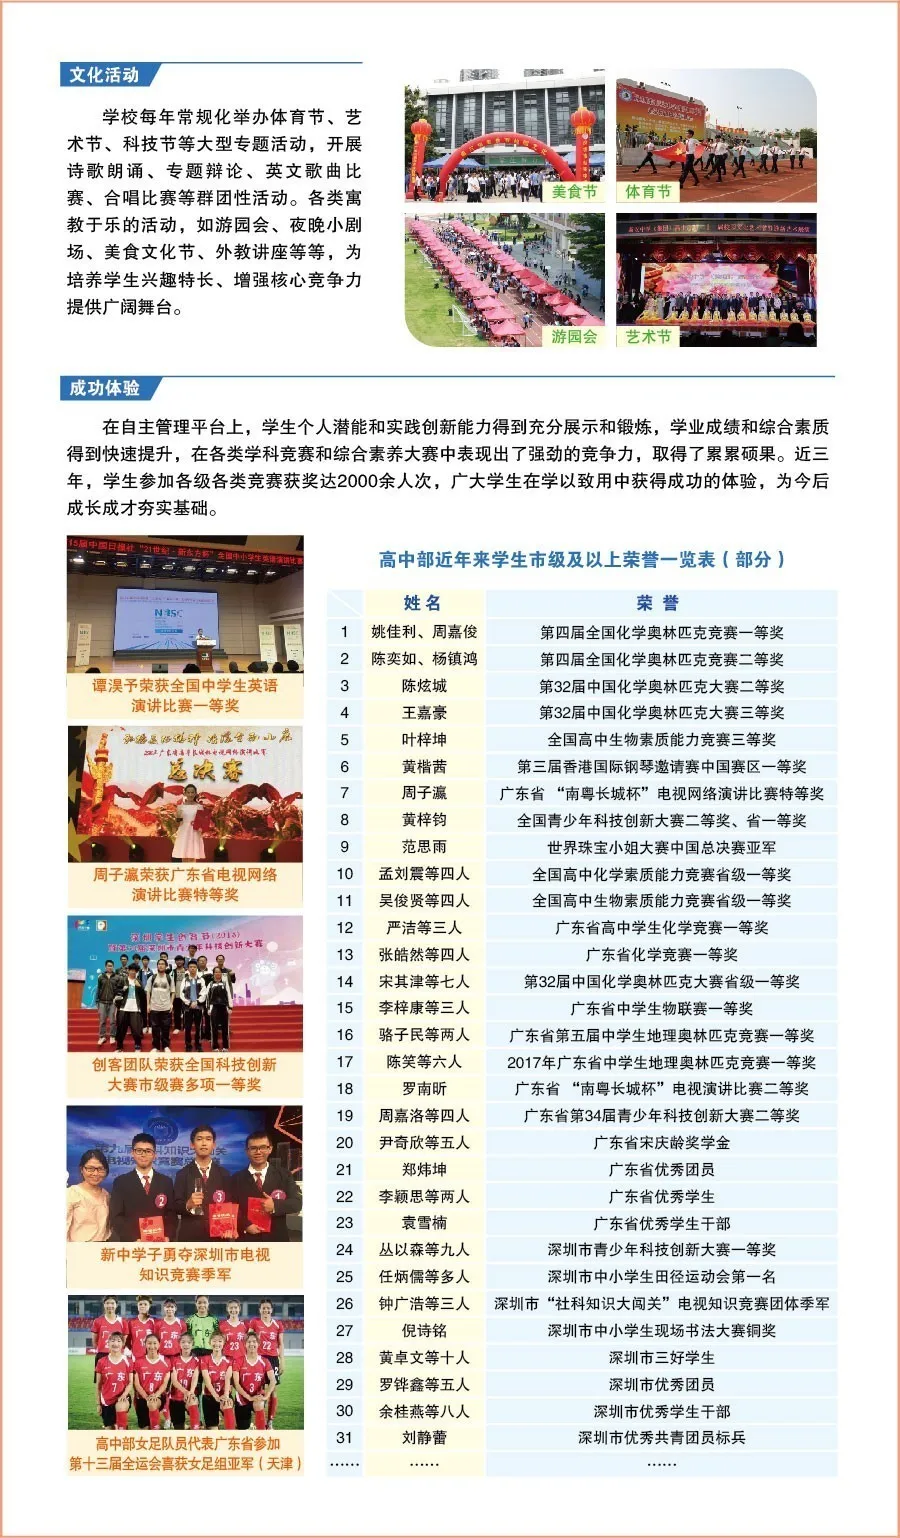 文化活动
学校每年常规化举办体育节、艺
术节、科技节等大型专题活动，开展
诗歌朗诵、专题辩论、英文歌曲比
赛、合唱比赛等群团性活动。各类寓
教于乐的活动，如游园会、夜晚小剧
场、美食文化节、外教讲座等等，为
培养学生兴趣特长、增强核心竞争力
提供广阔舞台。
美食节
体育节
游园会
艺术节
成功体验
在自主管理平台上，学生个人潜能和实践创新能力得到充分展示和锻炼，学业成绩和综合素质
得到快速提升，在各类学科竞赛和综合素养大赛中表现出了强劲的竞争力，取得了累累硕果。近三
年，学生参加各级各类竞赛获奖达2000余人次，广大学生在学以致用中获得成功的体验，为今后
成长成才夯实基础。
15届中国日报社“21世纪·新东方杯”全国中小学生英语演讲比赛
谭淏予荣获全国中学生英语
演讲比赛一等奖
总决赛
周子瀛荣获广东省电视网络
演讲比赛特等奖
创客团队荣获全国科技创新
大赛市级赛多项一等奖
2
3
1
新中学子勇夺深圳市电视
知识竞赛季军
高中部女足队员代表广东省参加
第十三届全运会喜获女足组亚军（天津）
高中部近年来学生市级及以上荣誉一览表（部分）
姓名 荣誉
1 姚佳利、周嘉俊 第四届全国化学奥林匹克竞赛一等奖
2 陈奕如、杨镇鸿 第四届全国化学奥林匹克竞赛二等奖
3 陈炫城 第32届中国化学奥林匹克大赛二等奖
4 王嘉豪 第32届中国化学奥林匹克大赛三等奖
5 叶梓坤 全国高中生物素质能力竞赛三等奖
6 黄楷茜 第三届香港国际钢琴邀请赛中国赛区一等奖
7 周子瀛 广东省 “南粤长城杯”电视网络演讲比赛特等奖
8 黄梓钧 全国青少年科技创新大赛二等奖、省一等奖
9 范思雨 世界珠宝小姐大赛中国总决赛亚军
10 孟刘震等四人 全国高中化学素质能力竞赛省级一等奖
11 吴俊贤等四人 全国高中生物素质能力竞赛省级一等奖
12 严洁等三人 广东省高中学生化学竞赛一等奖
13 张皓然等四人 广东省化学竞赛一等奖
14 宋其津等七人 第32届中国化学奥林匹克大赛省级一等奖
15 李梓康等三人 广东省中学生物联赛一等奖
16 骆子民等两人 广东省第五届中学生地理奥林匹克竞赛一等奖
17 陈笑等六人 2017年广东省中学生地理奥林匹克竞赛一等奖
18 罗南昕 广东省 “南粤长城杯”电视演讲比赛二等奖
19 周嘉洛等四人 广东省第34届青少年科技创新大赛二等奖
20 尹奇欣等五人 广东省宋庆龄奖学金
21 郑炜坤 广东省优秀团员
22 李颖思等两人 广东省优秀学生
23 袁雪楠 广东省优秀学生干部
24 丛以森等九人 深圳市青少年科技创新大赛一等奖
25 任炳儒等多人 深圳市中小学生田径运动会第一名
26 钟广浩等三人 深圳市“社科知识大闯关”电视知识竞赛团体季军
27 倪诗铭 深圳市中小学生现场书法大赛铜奖
28 黄卓文等十人 深圳市三好学生
29 罗铧鑫等五人 深圳市优秀团员
30 余桂燕等八人 深圳市优秀学生干部
31 刘静蕾 深圳市优秀共青团员标兵
…… …… ……